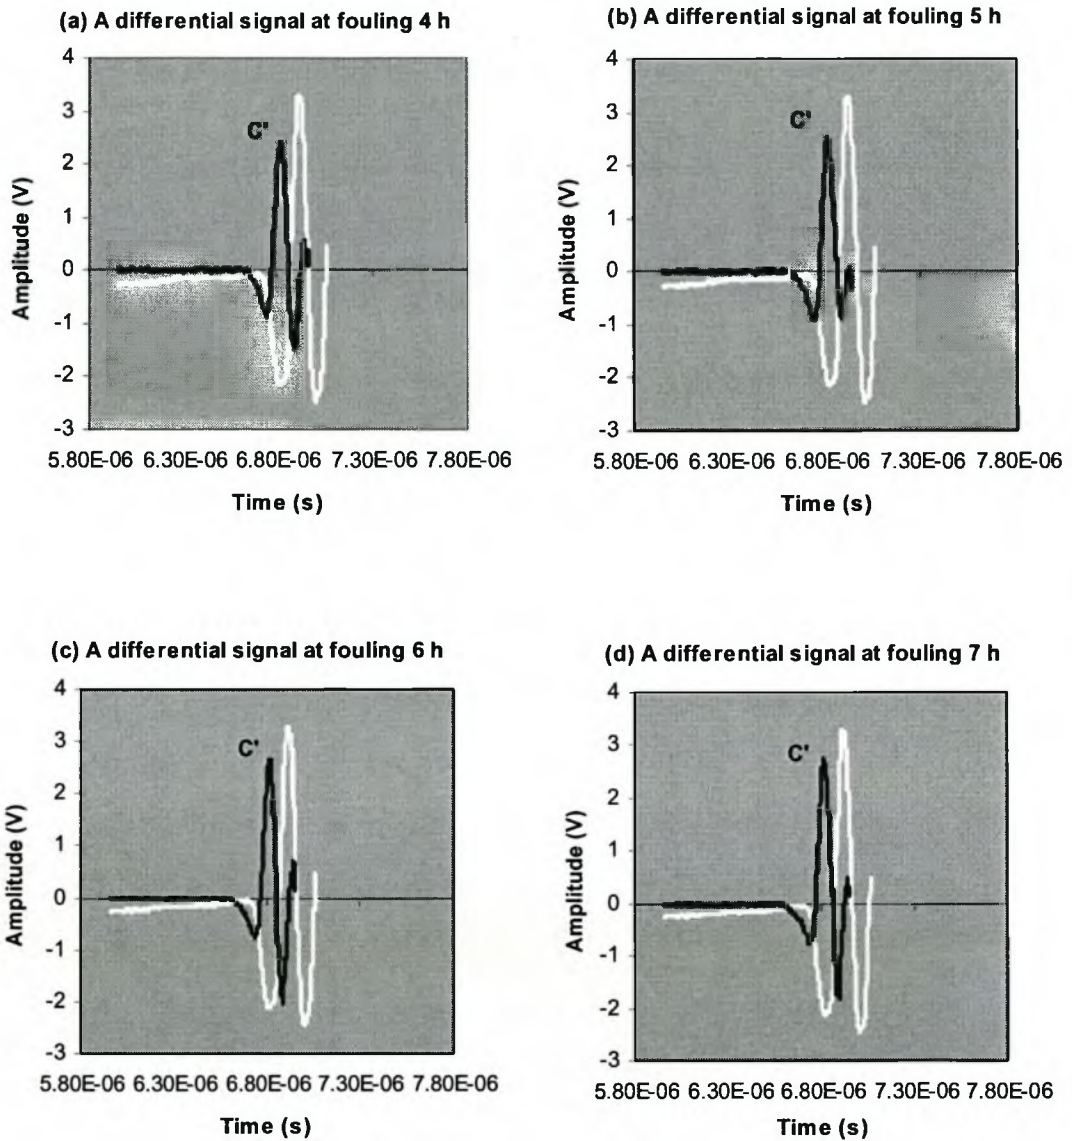 (a) A differential signal at fouling 4 h
4
3
2
1
0
-1
-2
-3
C'
Amplitude (V)
5.80E-06 6.30E-06 6.80E-06 7.30E-06 7.80E-06
Time (s)
(b) A differential signal at fouling 5 h
4
3
2
1
0
-1
-2
-3
C'
Amplitude (V)
5.80E-06 6.30E-06 6.80E-06 7.30E-06 7.80E-06
Time (s)
(c) A differential signal at fouling 6 h
4
3
2
1
0
-1
-2
-3
C'
Amplitude (V)
5.80E-06 6.30E-06 6.80E-06 7.30E-06 7.80E-06
Time (s)
(d) A differential signal at fouling 7 h
4
3
2
1
0
-1
-2
-3
C'
Amplitude (V)
5.80E-06 6.30E-06 6.80E-06 7.30E-06 7.80E-06
Time (s)